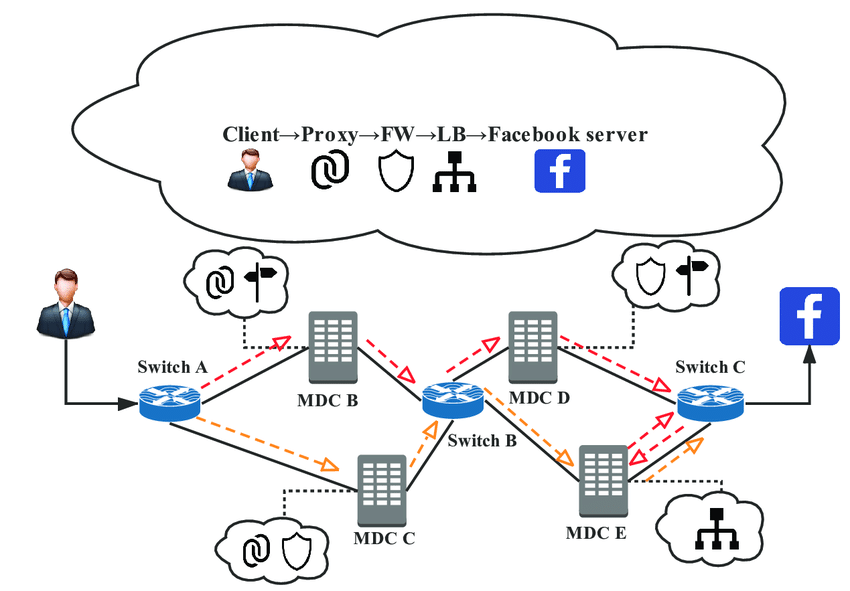 Client→Proxy→FW→LB→Facebook server
f
f
Switch A
Switch C
MDC B
MDC D
Switch B
MDC C
MDC E